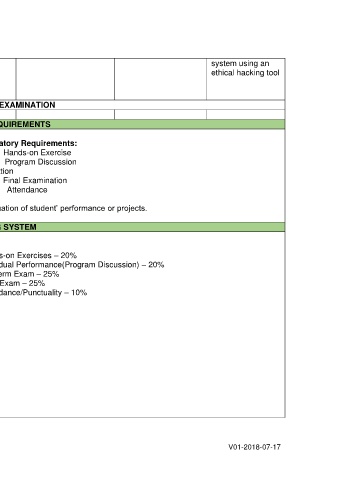 system using an
ethical hacking tool
EXAMINATION
QUIREMENTS
atory Requirements:
Hands-on Exercise
Program Discussion
tion
Final Examination
Attendance
uation of student' performance or projects.
G SYSTEM
s-on Exercises – 20%
dual Performance(Program Discussion) – 20%
erm Exam – 25%
Exam – 25%
dance/Punctuality – 10%
V01-2018-07-17